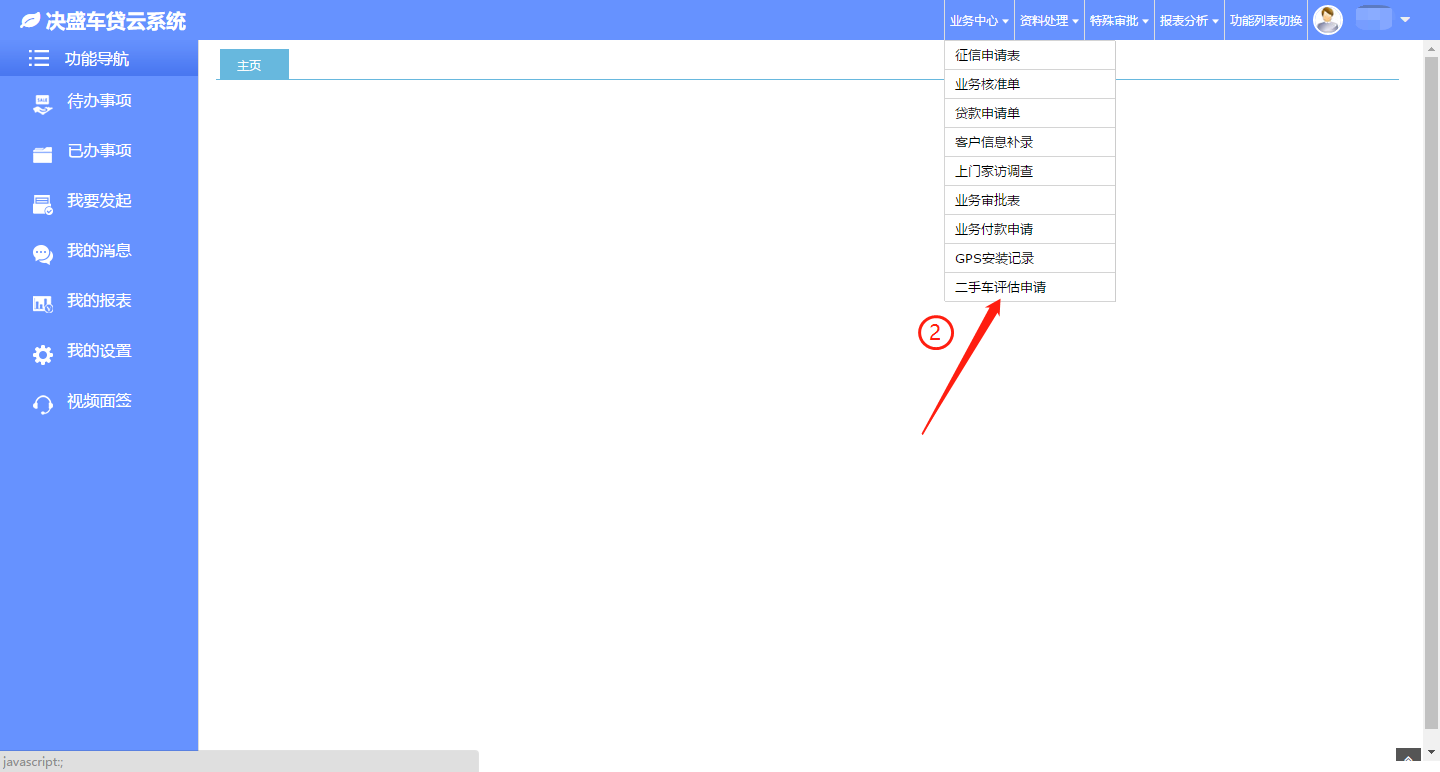 决盛车贷云系统
业务中心 资料处理 特殊审批 报表分析 功能列表切换
功能导航
待办事项
已办事项
我要发起
我的消息
我的报表
我的设置
视频面签
主页
征信申请表
业务核准单
贷款申请单
客户信息补录
上门家访调查
业务审批表
业务付款申请
GPS安装记录
二手车评估申请
2
javascript:;